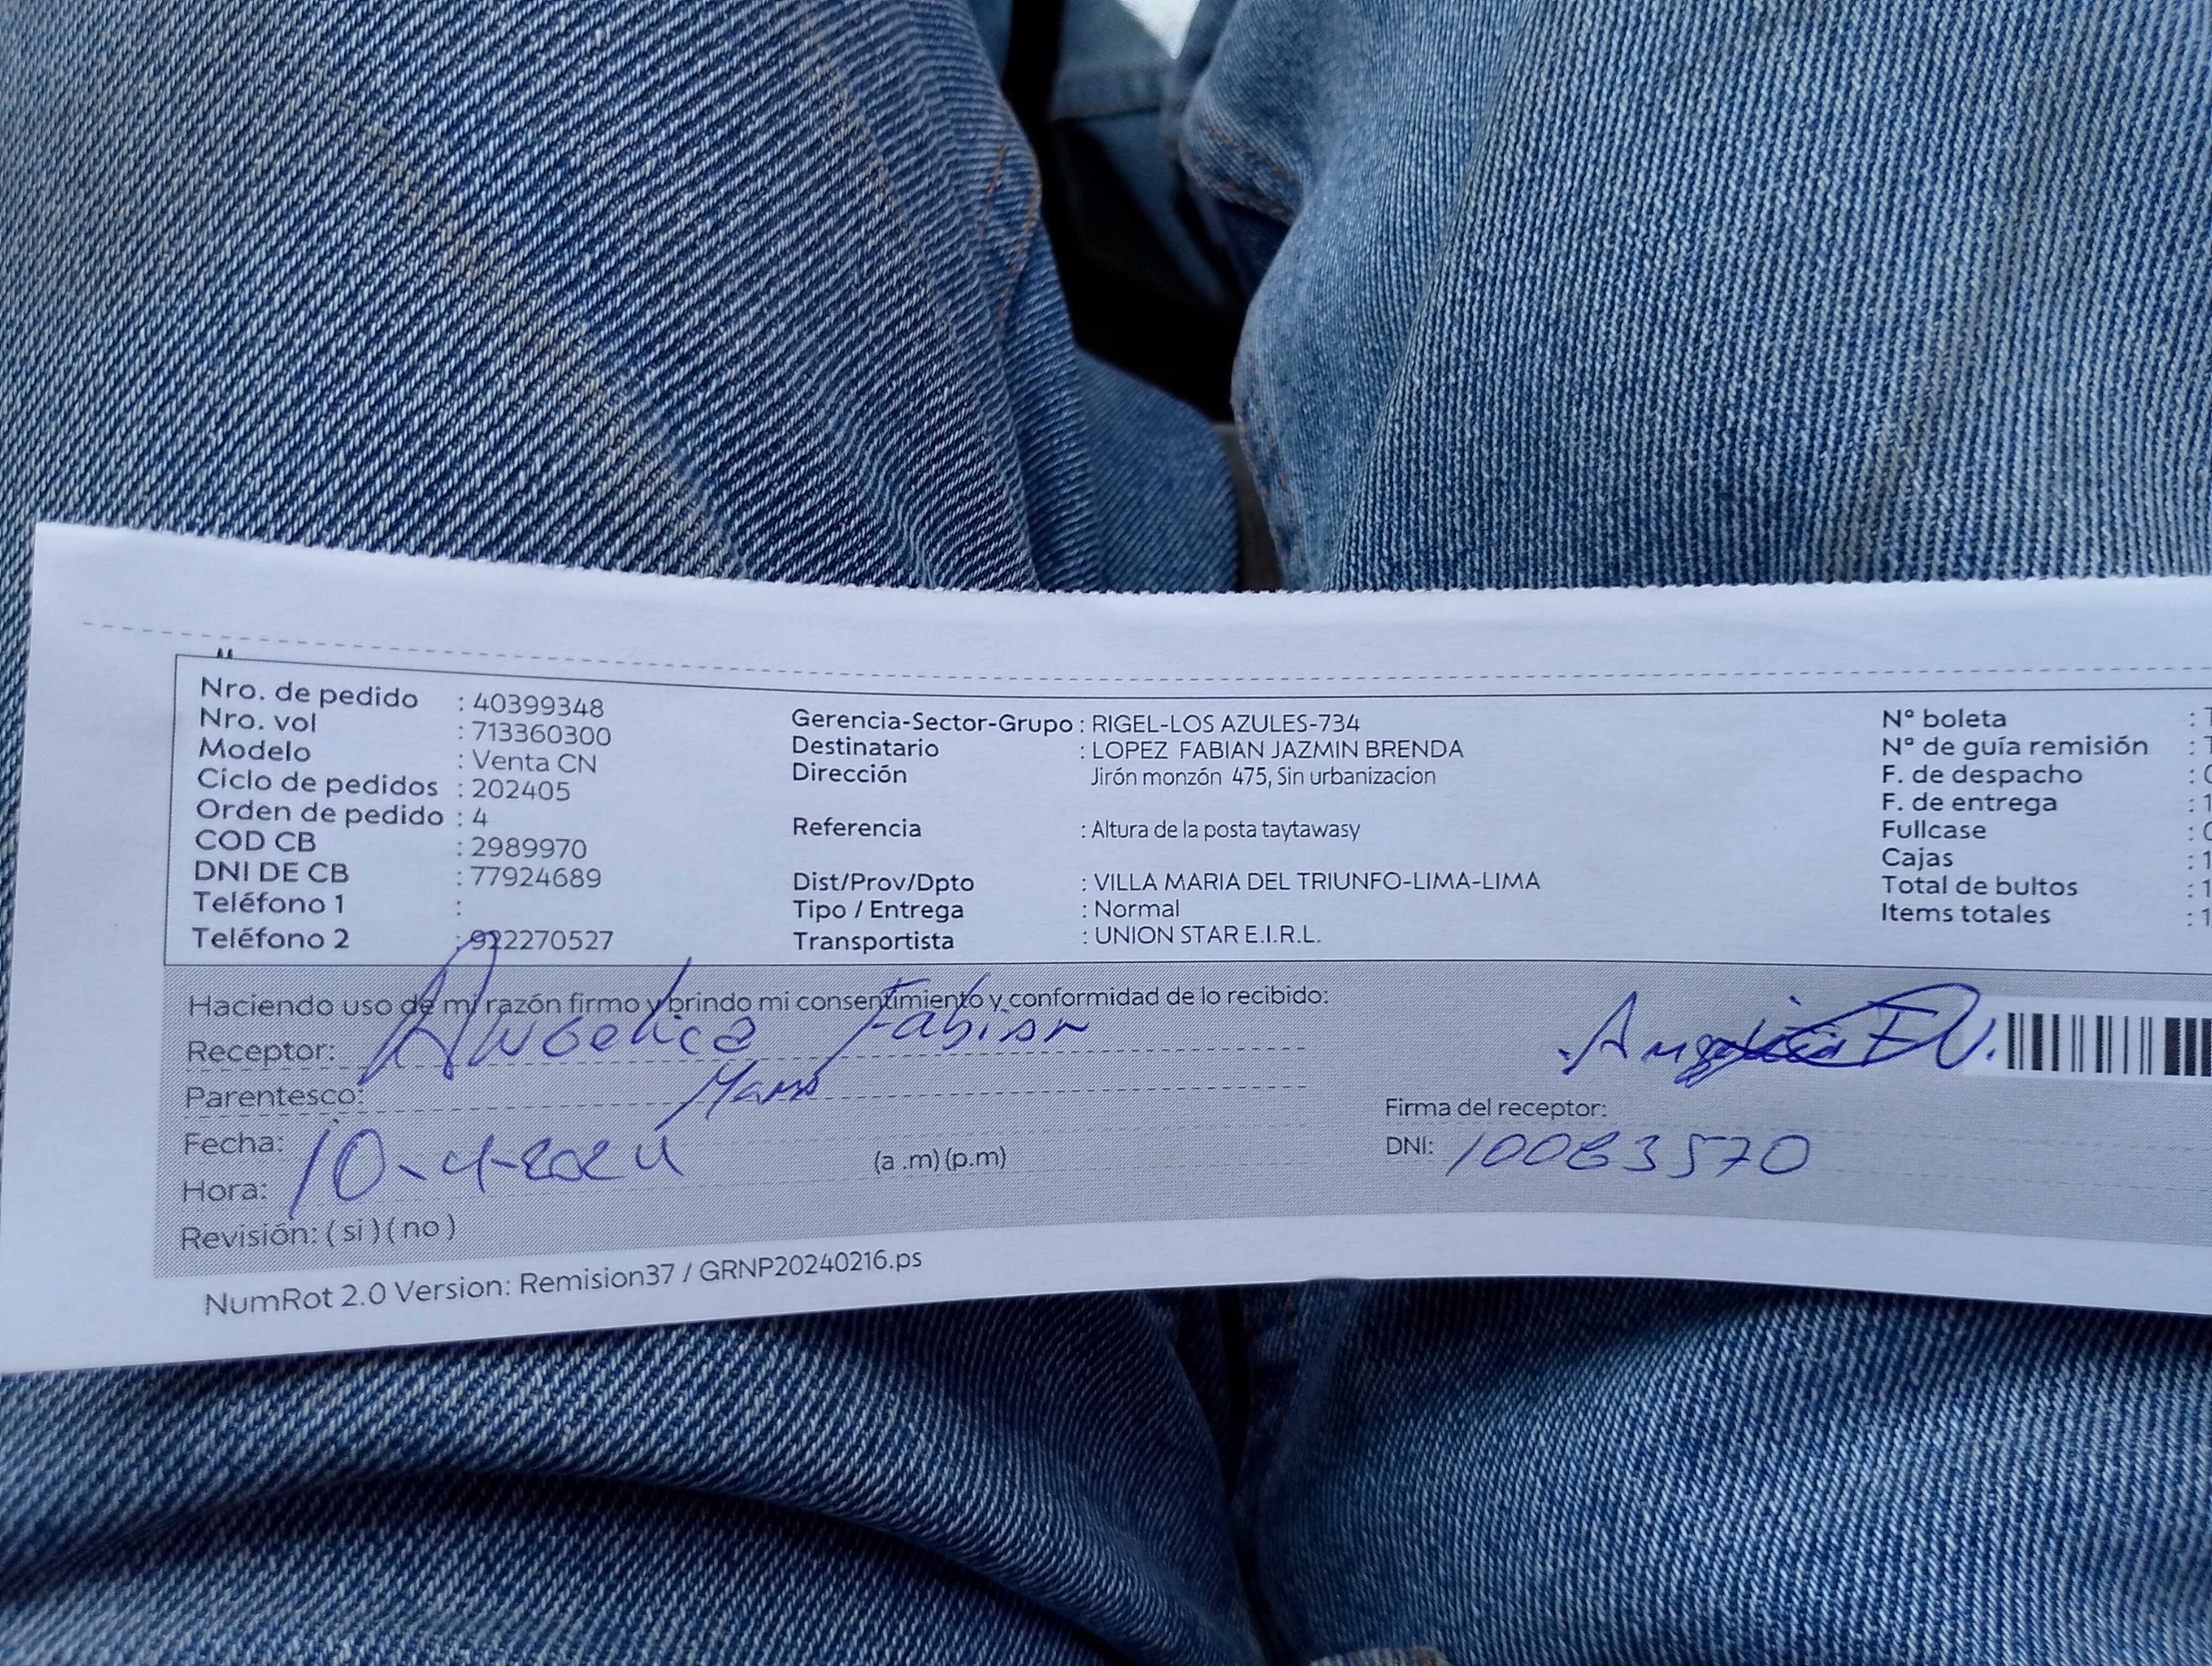 Nro. de pedido : 40399348
Nro. vol : 713360300
Modelo : Venta CN
Ciclo de pedidos : 202405
Orden de pedido : 4
COD CB : 2989970
DNI DE CB : 77924689
Teléfono 1 :
Teléfono 2 : 922270527
Gerencia-Sector-Grupo : RIGEL-LOS AZULES-734
Destinatario : LOPEZ FABIAN JAZMIN BRENDA
Dirección Jirón monzón 475, Sin urbanizacion
Referencia : Altura de la posta taytawasy
Dist/Prov/Dpto : VILLA MARIA DEL TRIUNFO-LIMA-LIMA
Tipo / Entrega : Normal
Transportista : UNION STAR E.I.R.L.
N° boleta :
N° de guía remisión :
F. de despacho :
F. de entrega :
Fullcase :
Cajas :
Total de bultos :
Items totales :
Haciendo uso de mi razón firmo y brindo mi consentimiento y conformidad de lo recibido:
Receptor: Angelica Fabian
Parentesco: Mama
Fecha: 10-4-2024
Hora: (a .m) (p.m)
Revisión: ( si ) ( no )
Firma del receptor:
DNI: 10083570
NumRot 2.0 Version: Remision37 / GRNP20240216.ps